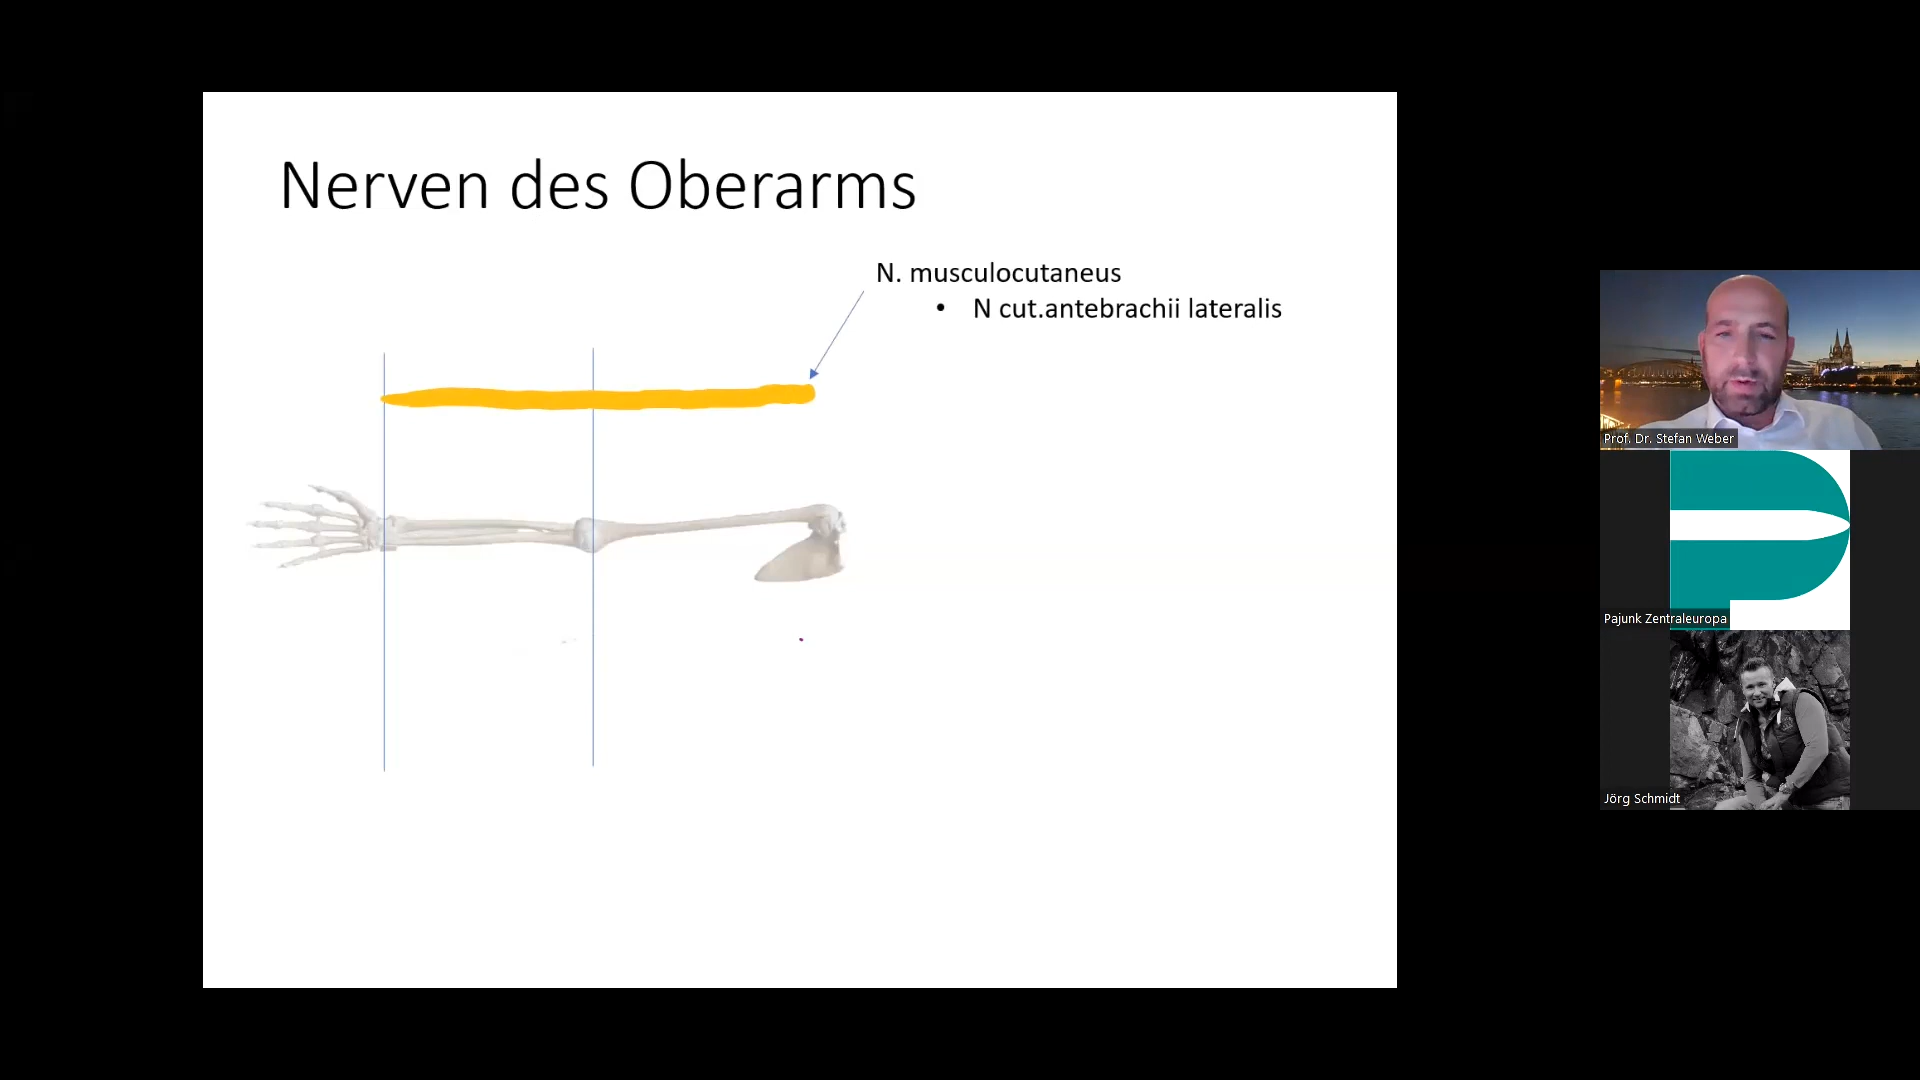 Nerven des Oberarms
N. musculocutaneus
• N cut.antebrachii lateralis
Prof. Dr. Stefan Weber
Pajunk Zentraleuropa
Jörg Schmidt